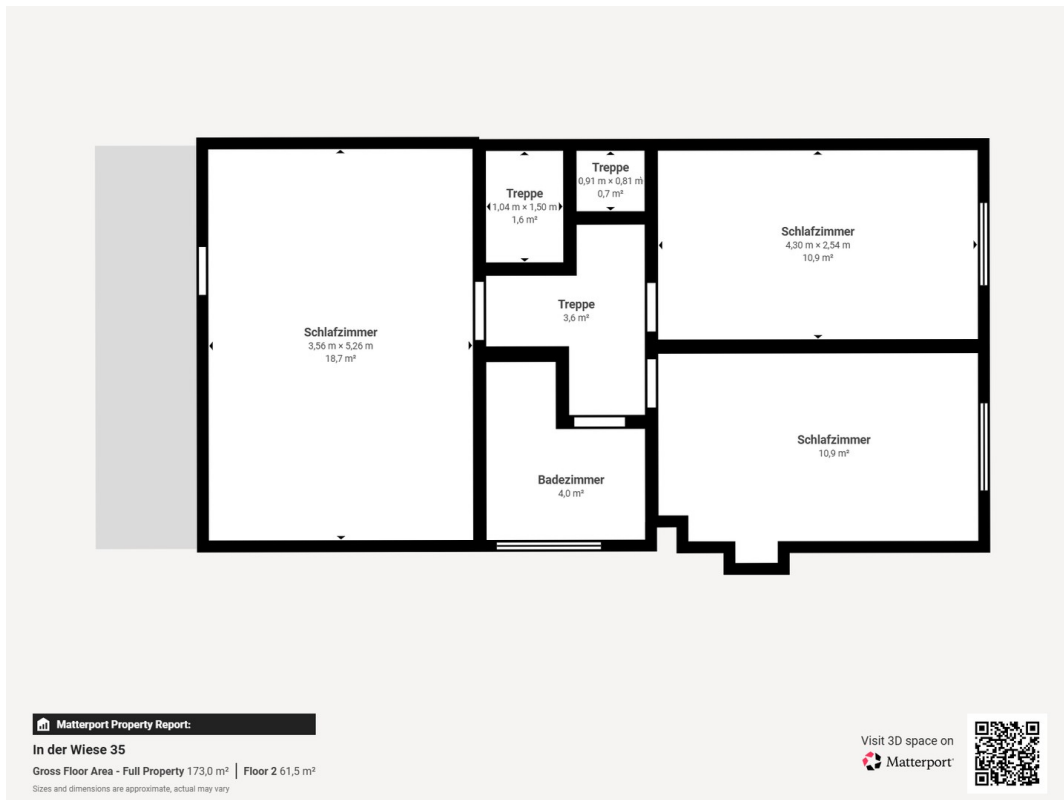 Treppe
0,91 m × 0,81 m
0,7 m²
Treppe
1,04 m × 1,50 m
1,6 m²
Schlafzimmer
4,30 m × 2,54 m
10,9 m²
Treppe
3,6 m²
Schlafzimmer
3,56 m × 5,26 m
18,7 m²
Schlafzimmer
10,9 m²
Badezimmer
4,0 m²
Matterport Property Report:
In der Wiese 35
Gross Floor Area - Full Property 173,0 m² | Floor 2 61,5 m²
Sizes and dimensions are approximate, actual may vary
Visit 3D space on
Matterport